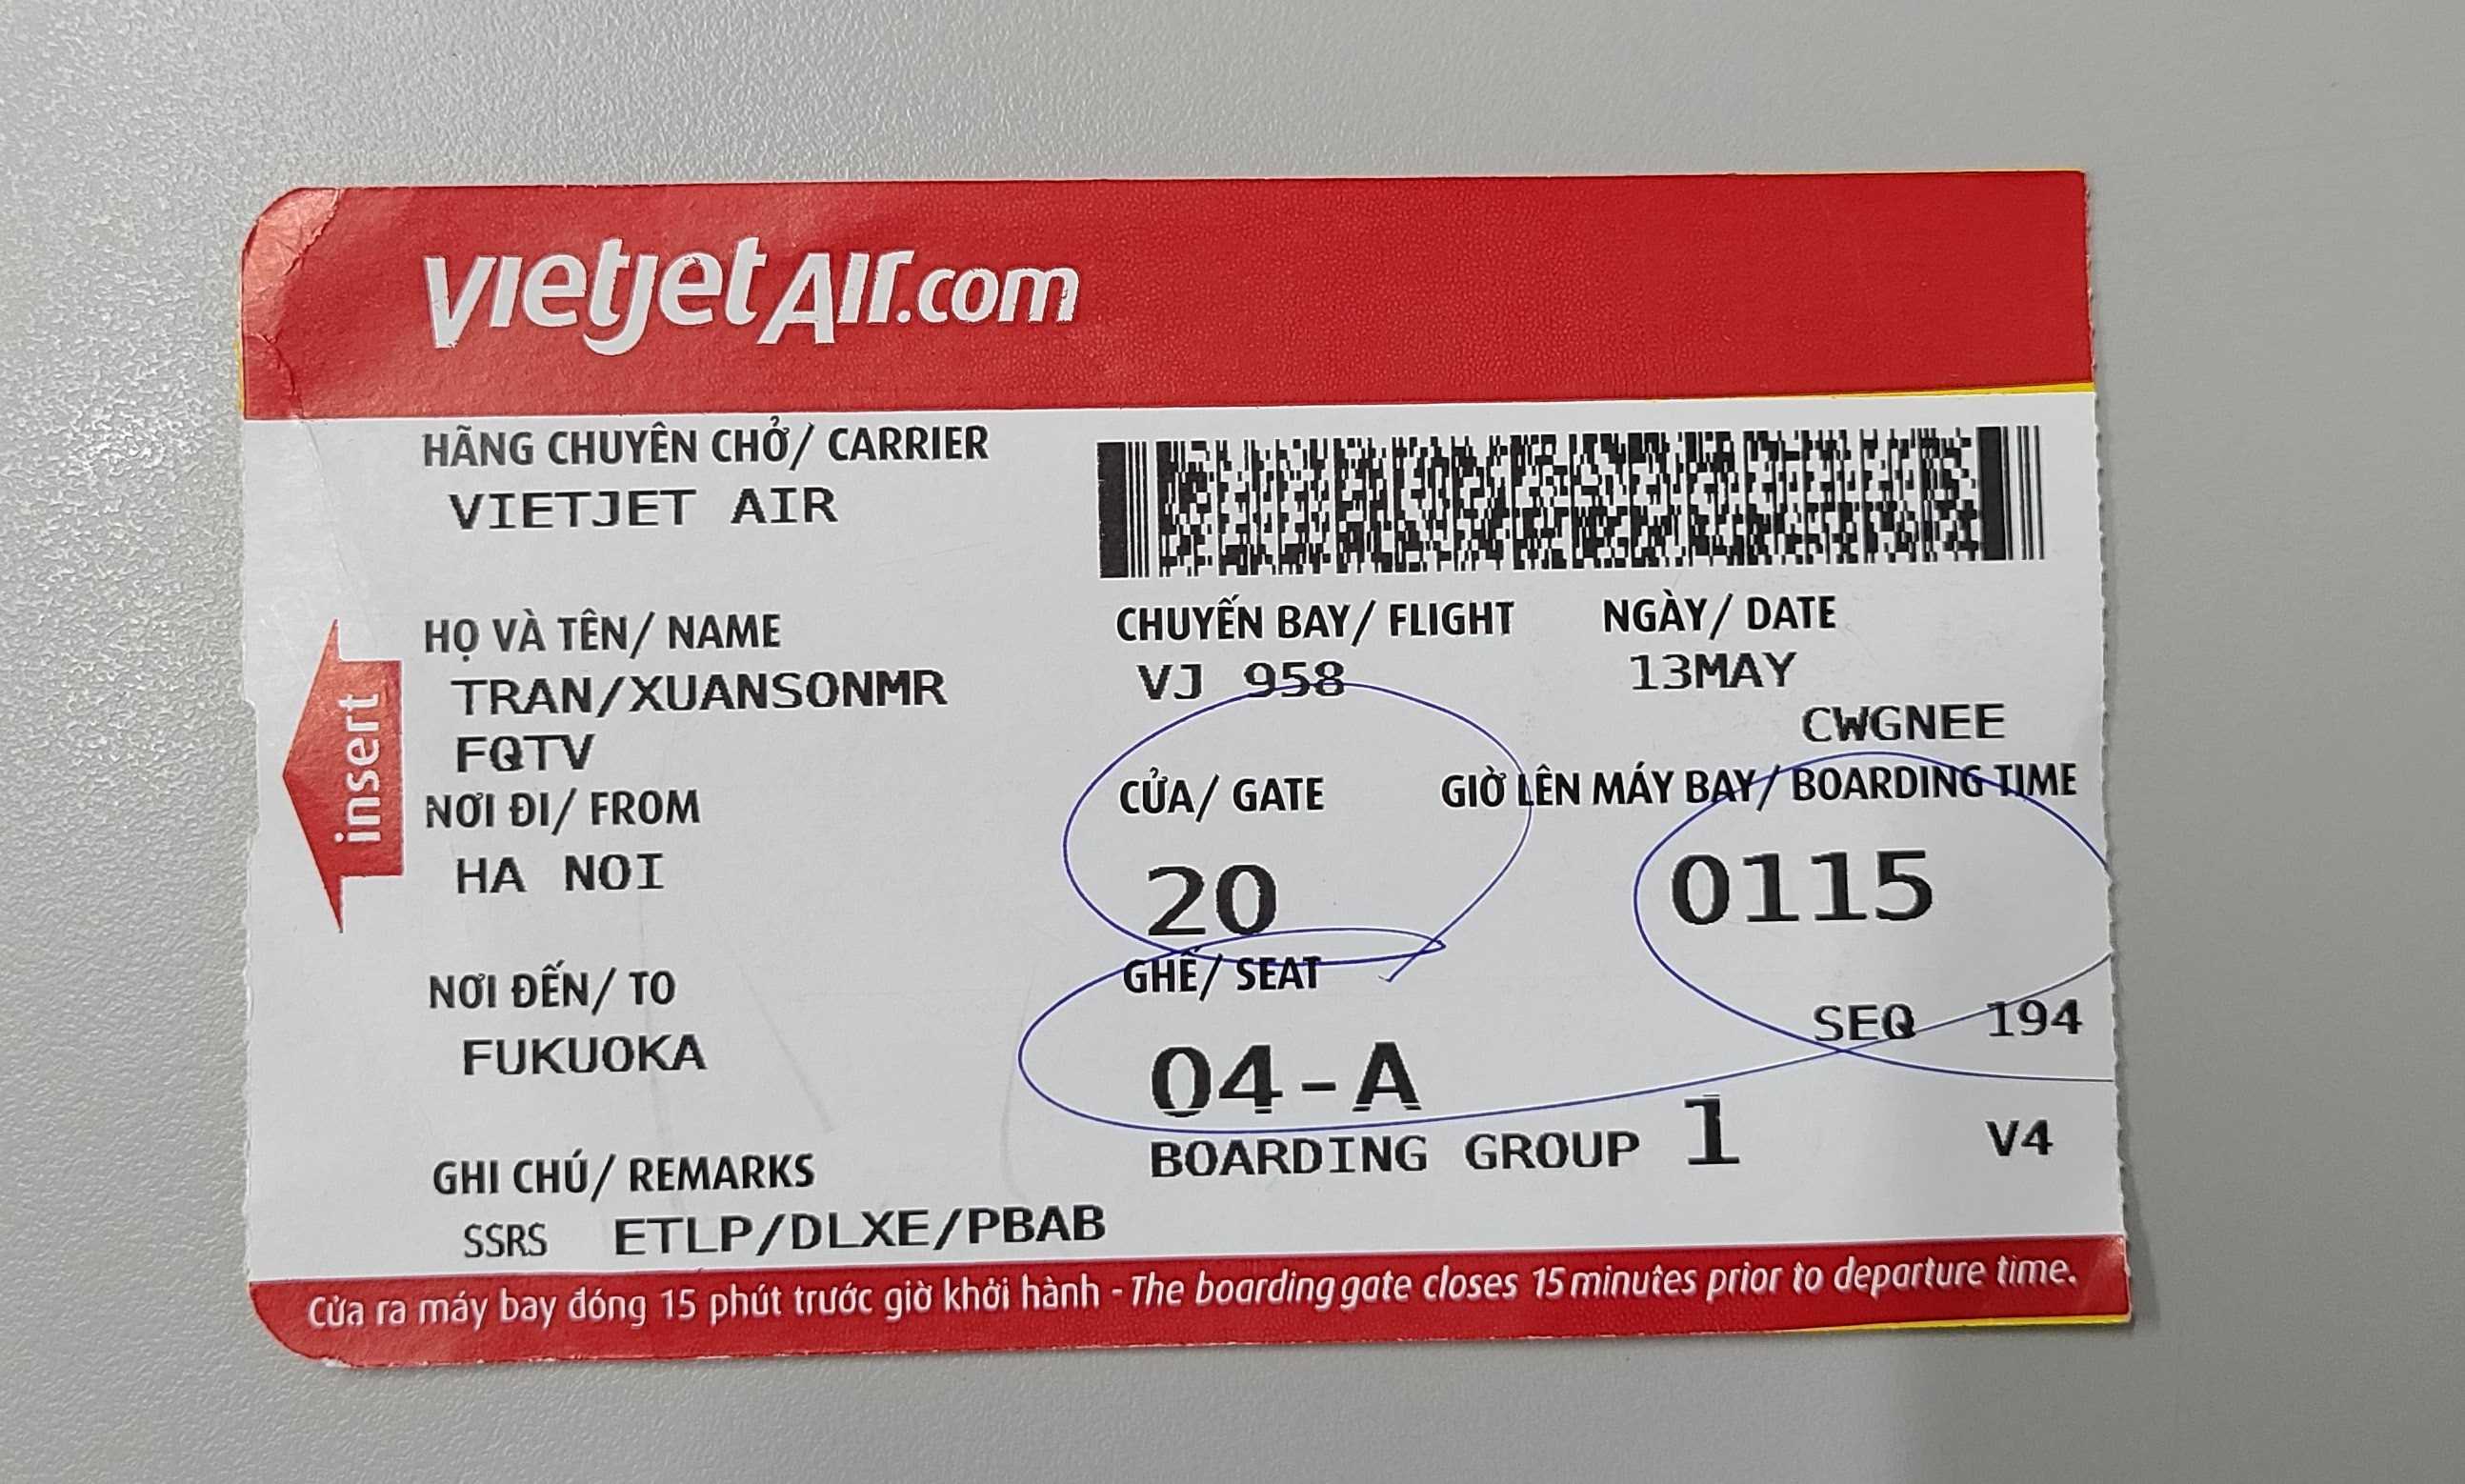 vietjetAir.com
HÃNG CHUYÊN CHỞ/ CARRIER
VIETJET AIR
HỌ VÀ TÊN/ NAME
TRAN/XUANSONMR
FQTV
NƠI ĐI/ FROM
HA NOI
NƠI ĐẾN/ TO
FUKUOKA
GHI CHÚ/ REMARKS
SSRS ETLP/DLXE/PBAB
insert
CHUYẾN BAY/ FLIGHT NGÀY/ DATE
VJ 958 13MAY
CWGNEE
CỬA/ GATE GIỜ LÊN MÁY BAY/ BOARDING TIME
20 0115
GHẾ/ SEAT
SEQ 194
04-A
BOARDING GROUP 1 V4
Cửa ra máy bay đóng 15 phút trước giờ khởi hành - The boarding gate closes 15 minutes prior to departure time.